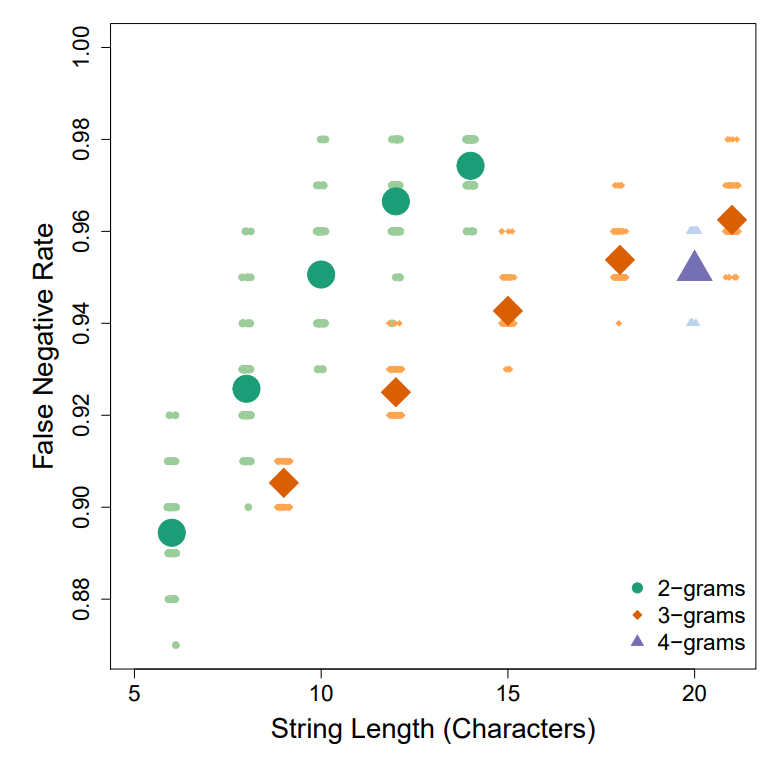 1.00
0.98
0.96
0.94
0.92
0.90
0.88
False Negative Rate
2−grams
3−grams
4−grams
5 10 15 20
String Length (Characters)